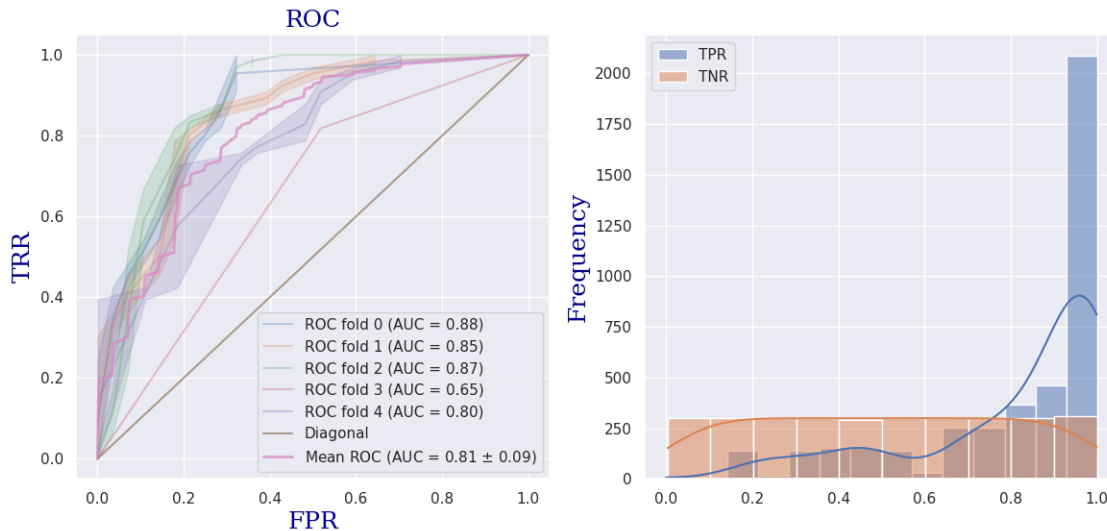 ROC
1.0
0.8
0.6
0.4
0.2
0.0
TRR
ROC fold 0 (AUC = 0.88)
ROC fold 1 (AUC = 0.85)
ROC fold 2 (AUC = 0.87)
ROC fold 3 (AUC = 0.65)
ROC fold 4 (AUC = 0.80)
Diagonal
Mean ROC (AUC = 0.81 ± 0.09)
0.0 0.2 0.4 0.6 0.8 1.0
FPR
TPR
TNR
2000
1750
1500
1250
1000
750
500
250
0
Frequency
0.0 0.2 0.4 0.6 0.8 1.0